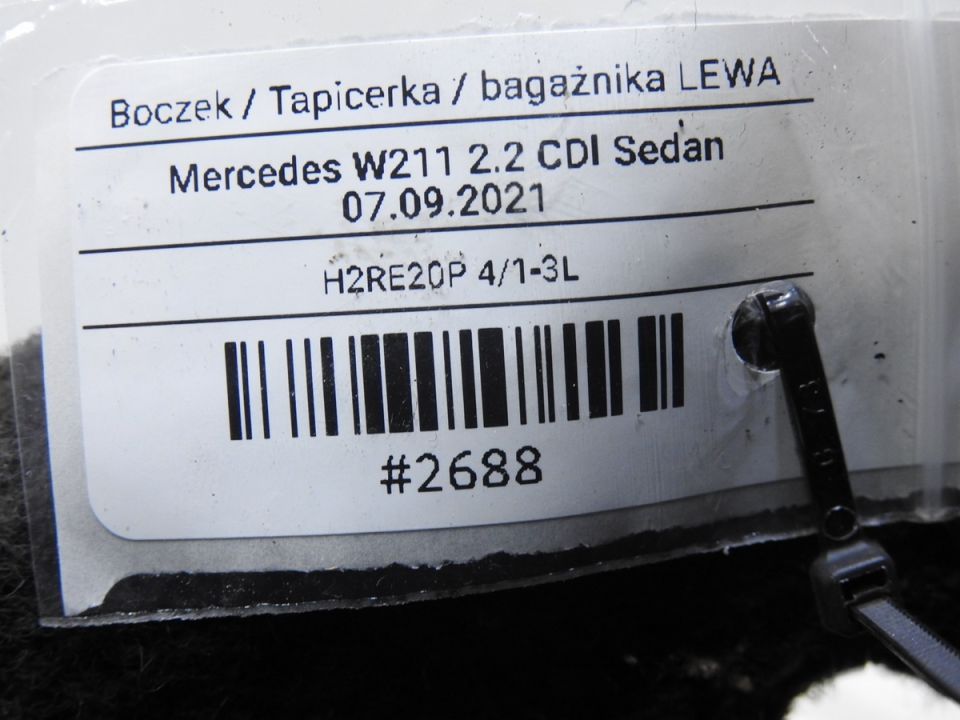 Boczek / Tapicerka / bagażnika LEWA
Mercedes W211 2.2 CDI Sedan
07.09.2021
H2RE20P 4/1-3L
#2688